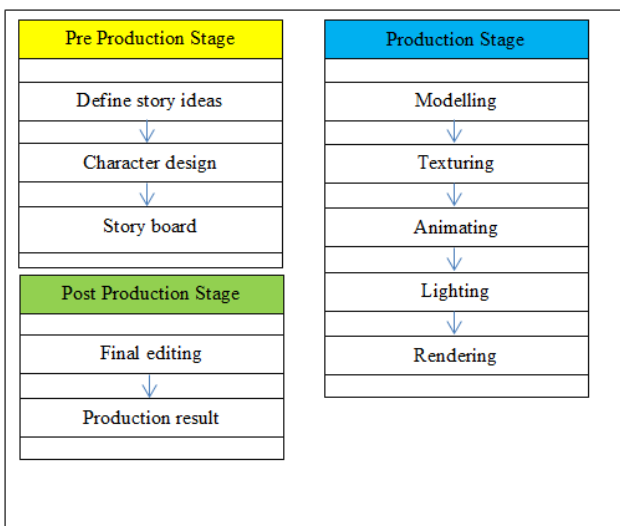 Pre Production Stage
Define story ideas
Character design
Story board
Post Production Stage
Final editing
Production result
Production Stage
Modelling
Texturing
Animating
Lighting
Rendering